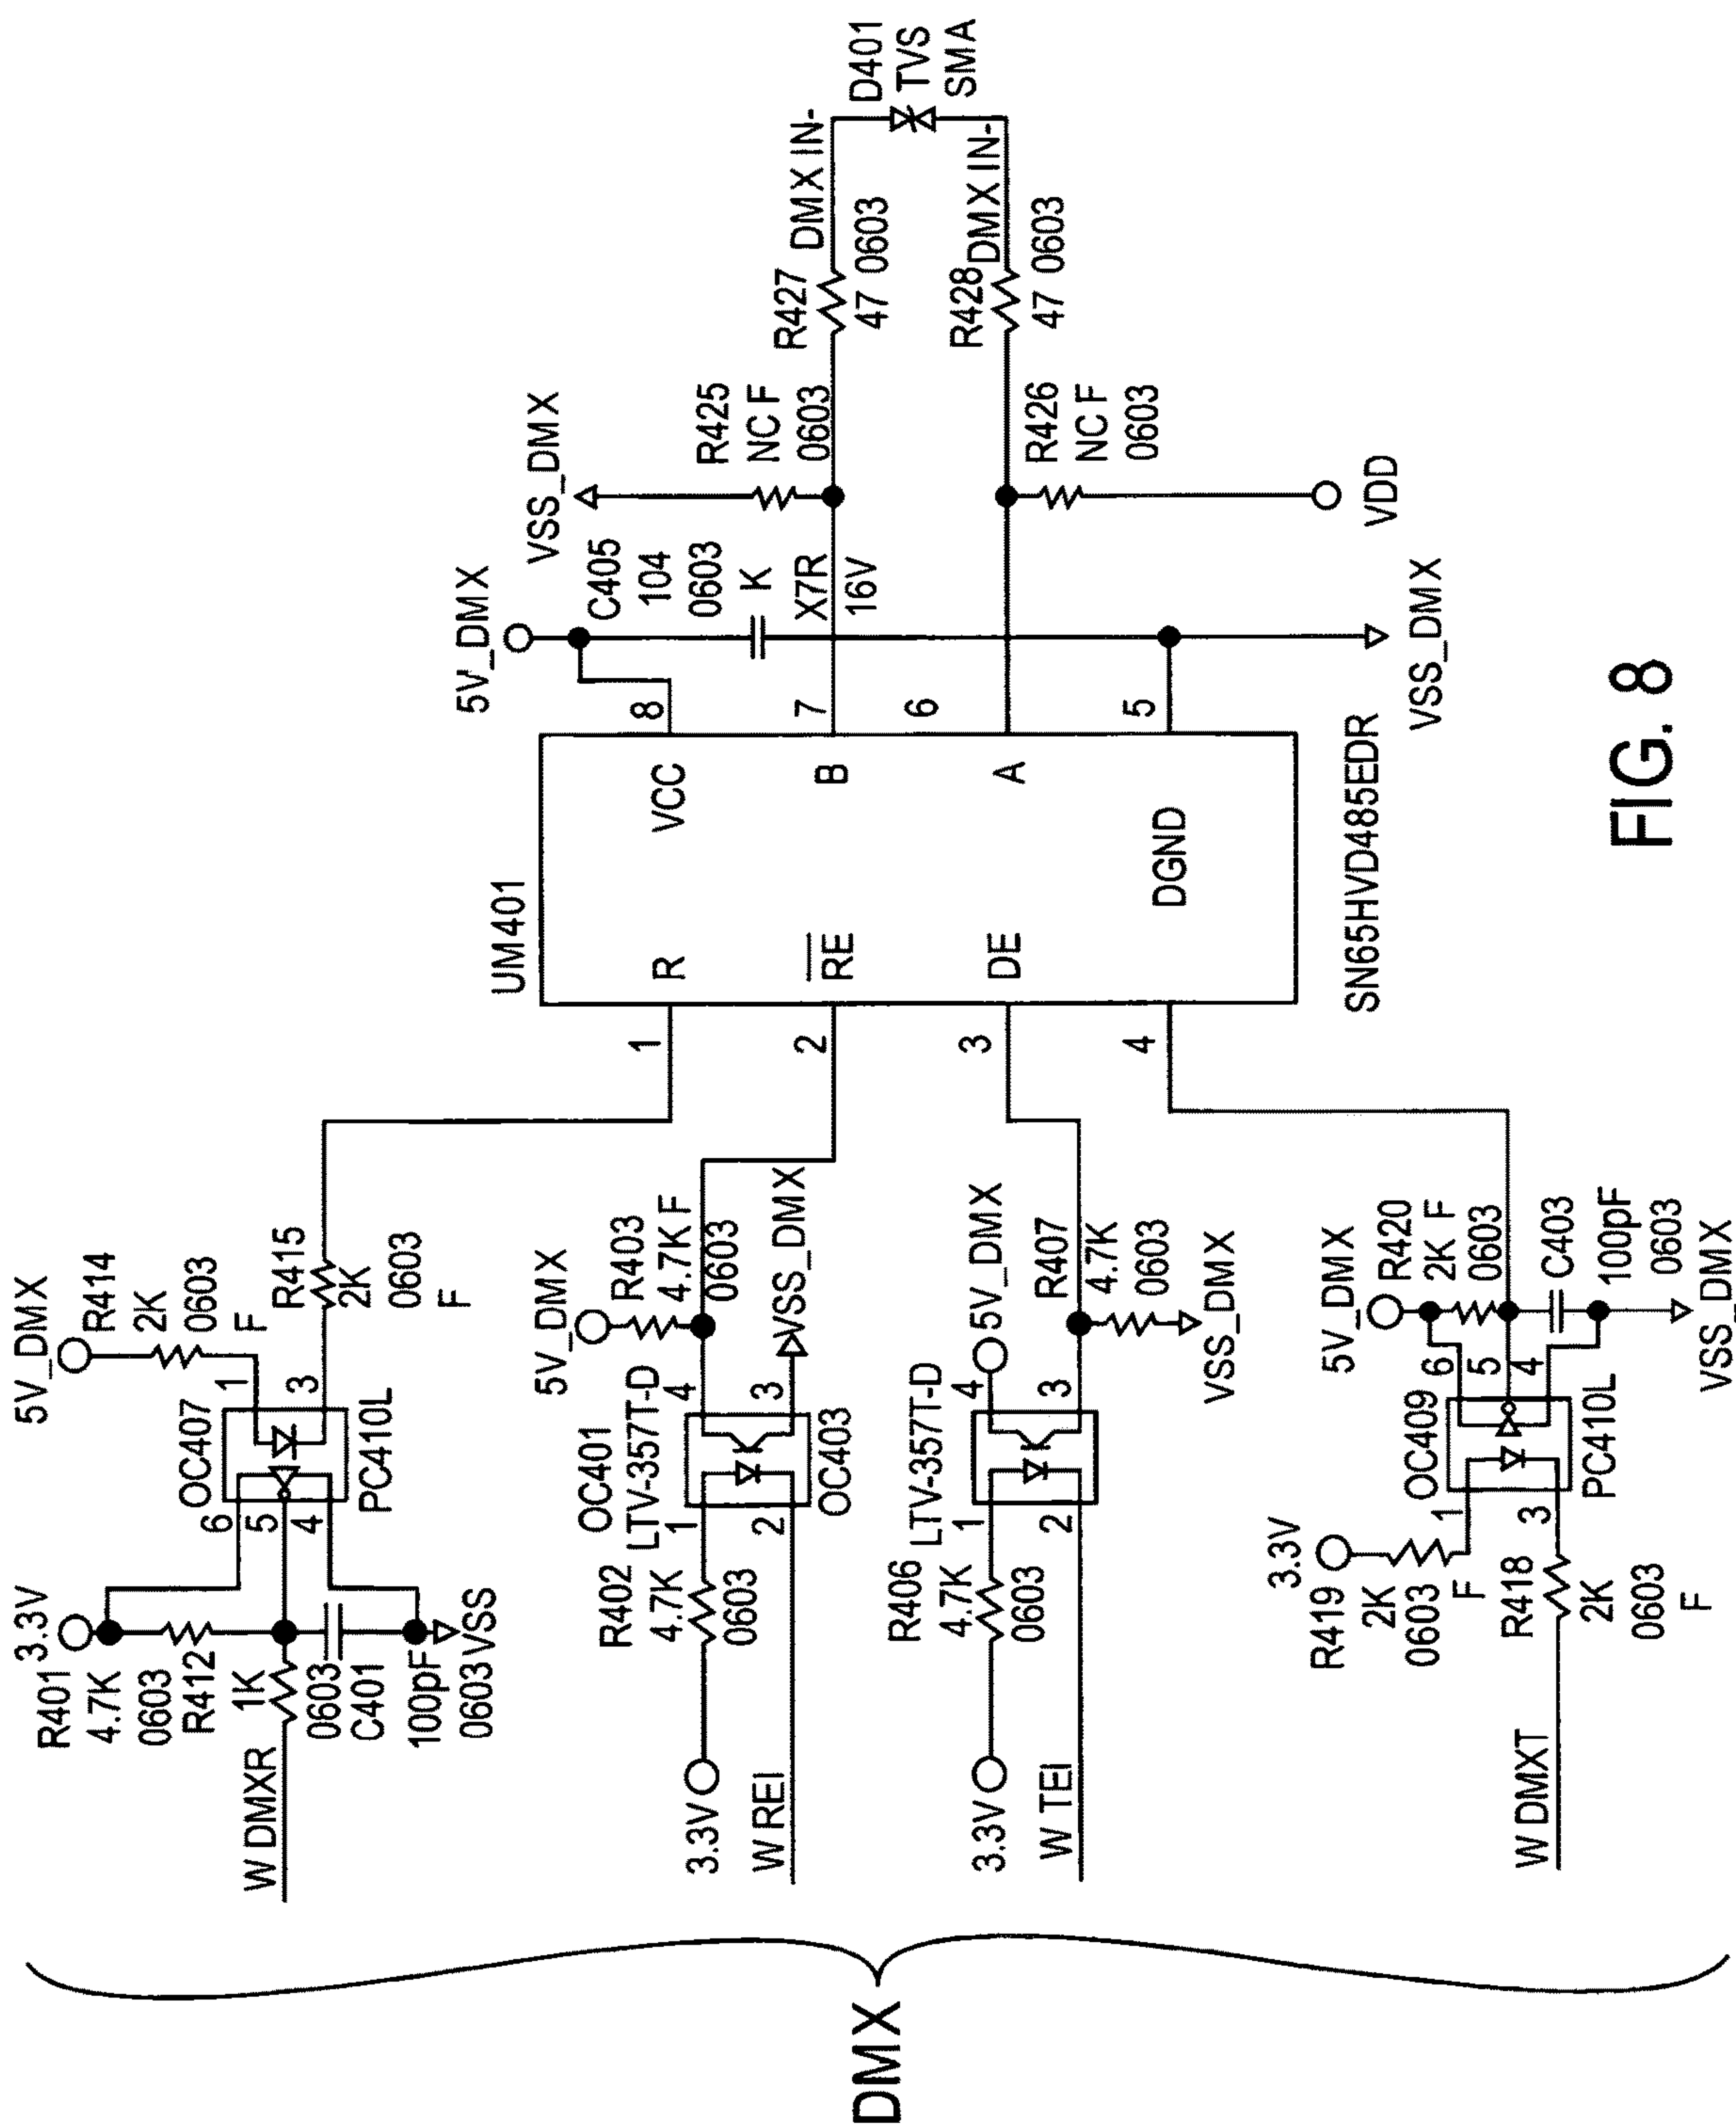 DMX
W DMXR
R401
4.7K
0603
3.3V
R412
1K
0603
C401
100pF
0603
VSS
6
5
4
OC407
PC410L
1
3
5V_DMX
R414
2K
0603
F
R415
2K
0603
F
3.3V
W REI
R402
4.7K
0603
1
2
OC401
LTV-357T-D
OC403
4
3
5V_DMX
R403
4.7K F
0603
VSS_DMX
3.3V
W TEI
R406
4.7K
0603
1
2
LTV-357T-D
4
3
5V_DMX
R407
4.7K
0603
VSS_DMX
W DMXT
3.3V
R419
2K
0603
F
R418
2K
0603
F
1
3
OC409
PC410L
6
5
4
5V_DMX
R420
2K F
0603
C403
100pF
0603
VSS_DMX
1
2
3
4
UM401
R
RE
DE
VCC
B
A
DGND
SN65HVD485EDR
8
7
6
5
5V_DMX
C405
104
0603
K
X7R
16V
VSS_DMX
VSS_DMX
R425
NC F
0603
R426
NC F
0603
VDD
R427
47 0603
DMX IN-
R428
47 0603
DMX IN-
D401
TVS
SMA
FIG. 8